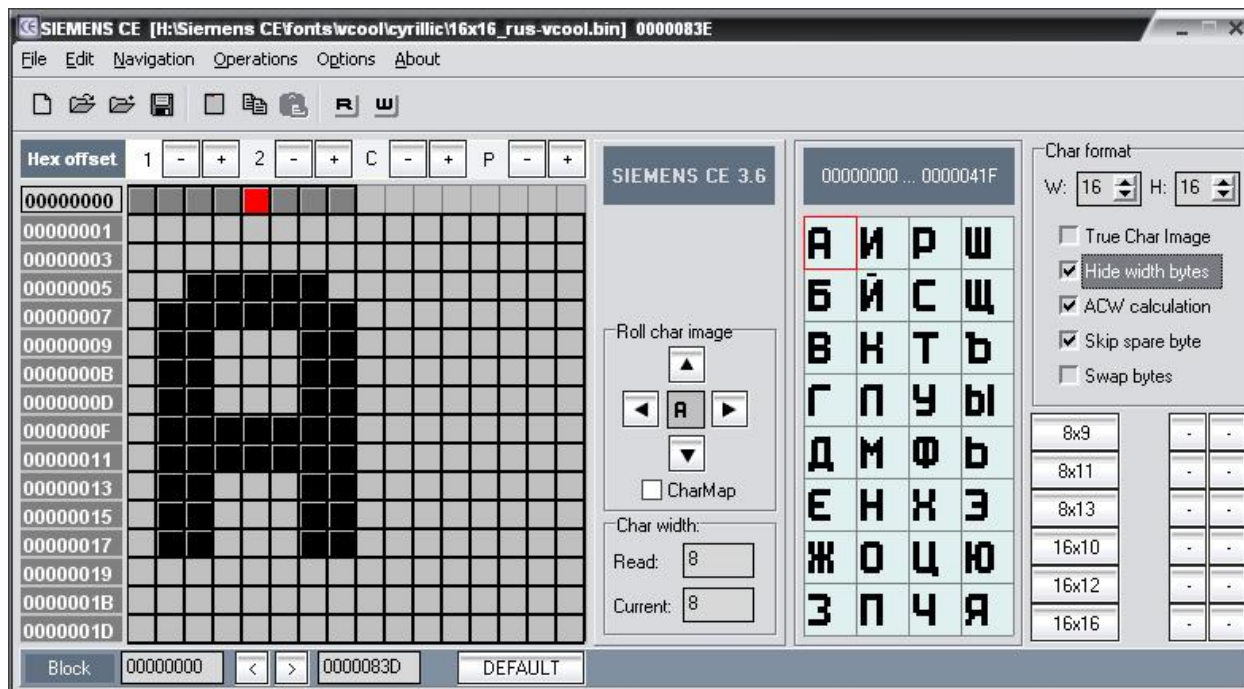 SIEMENS CE [H:\Siemens CE\fonts\vcool\cyrillic\16x16_rus-vcool.bin] 0000083E
File Edit Navigation Operations Options About
R Ш
Hex offset 1 - + 2 - + C - + P - +
00000000
00000001
00000003
00000005
00000007
00000009
0000000B
0000000D
0000000F
00000011
00000013
00000015
00000017
00000019
0000001B
0000001D
SIEMENS CE 3.6
Roll char image
A
CharMap
Char width:
Read: 8
Current: 8
00000000 ... 0000041F
А И Р Ш
Б Й С Щ
В К Т Ъ
Г П У Ы
Д М Ф Ь
Е Н Х Э
Ж О Ц Ю
З П Ч Я
Char format
W: 16 H: 16
True Char Image
Hide width bytes
ACW calculation
Skip spare byte
Swap bytes
8x9 - -
8x11 - -
8x13 - -
16x10 - -
16x12 - -
16x16 - -
Block 00000000 < > 0000083D DEFAULT